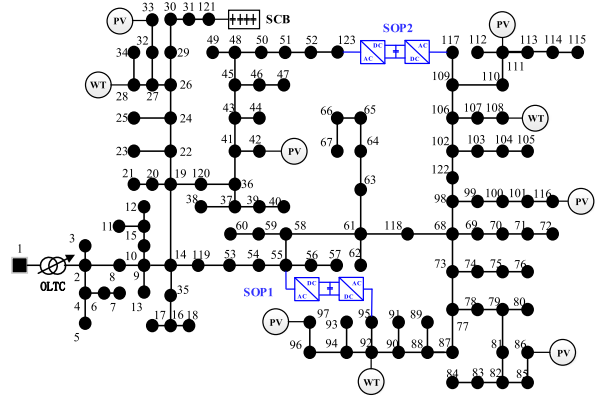 PV 33 30 31 121 SCB
49 48 50 51 52 123 SOP2 117 112 PV 113 114 115
34 32 29 AC DC DC AC 111
WT 28 27 26 45 46 47 109 110
25 24 43 44 66 65 106 107 108 WT
23 22 41 42 PV 67 64 102 103 104 105
21 20 19 120 36 63 122
12 38 37 39 40 98 99 100 101 116 PV
11 15 60 59 58 61 118 68 69 70 71 72
1 3
OLTC 2 8 10 9 14 119 53 54 55 56 57 62 73 74 75 76
4 6 7 13 35 SOP1 AC DC DC AC
5 17 16 18 PV 97 93 95 91 89 78 79 80
77
96 94 92 90 88 87 81 86 PV
WT 84 83 82 85